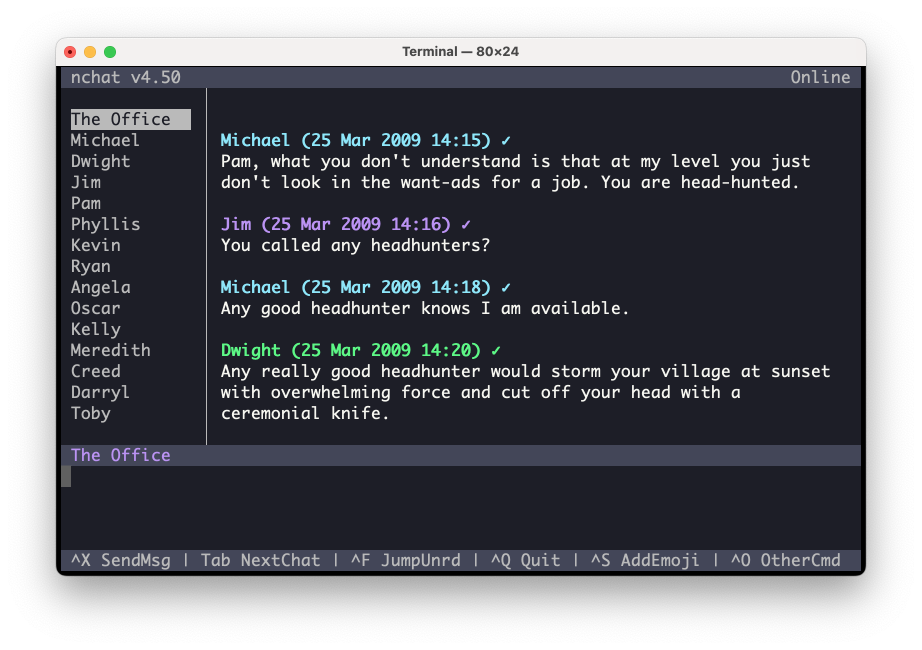 Terminal — 80×24
nchat v4.50 Online
The Office
Michael
Dwight
Jim
Pam
Phyllis
Kevin
Ryan
Angela
Oscar
Kelly
Meredith
Creed
Darryl
Toby
Michael (25 Mar 2009 14:15) ✓
Pam, what you don't understand is that at my level you just
don't look in the want-ads for a job. You are head-hunted.
Jim (25 Mar 2009 14:16) ✓
You called any headhunters?
Michael (25 Mar 2009 14:18) ✓
Any good headhunter knows I am available.
Dwight (25 Mar 2009 14:20) ✓
Any really good headhunter would storm your village at sunset
with overwhelming force and cut off your head with a
ceremonial knife.
The Office
^X SendMsg | Tab NextChat | ^F JumpUnrd | ^Q Quit | ^S AddEmoji | ^O OtherCmd